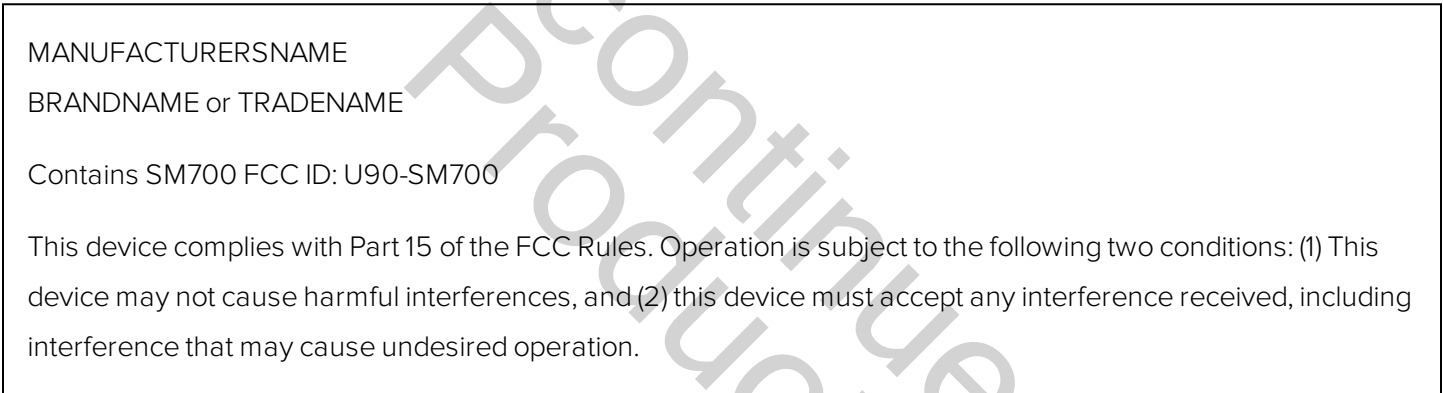 MANUFACTURERSNAME
BRANDNAME or TRADENAME
Contains SM700 FCC ID: U90-SM700
This device complies with Part 15 of the FCC Rules. Operation is subject to the following two conditions: (1) This
device may not cause harmful interferences, and (2) this device must accept any interference received, including
interference that may cause undesired operation.
continue
Produc